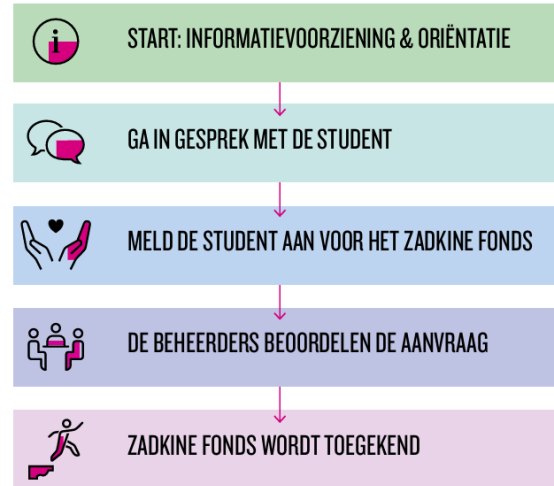 START: INFORMATIEVOORZIENING & ORIËNTATIE
GA IN GESPREK MET DE STUDENT
MELD DE STUDENT AAN VOOR HET ZADKINE FONDS
DE BEHEERDERS BEOORDELEN DE AANVRAAG
ZADKINE FONDS WORDT TOEGEKEND